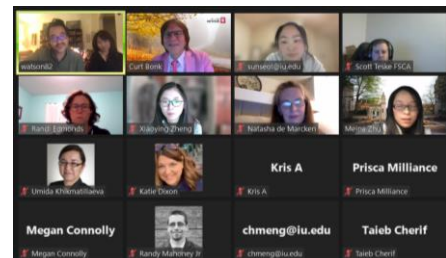 watson82
Curt Bonk
sunseol@iu.edu
Scott Teske FSCA
Randi Edmonds
Xiaoying Zheng
Natasha de Marcken
Meina Zhu
Umida Khikmatillaeva
Katie Dixon
Kris A
Kris A
Prisca Milliance
Prisca Milliance
Megan Connolly
Megan Connolly
Randy Mahoney Jr
chmeng@iu.edu
chmeng@iu.edu
Taieb Cherif
Taieb Cherif